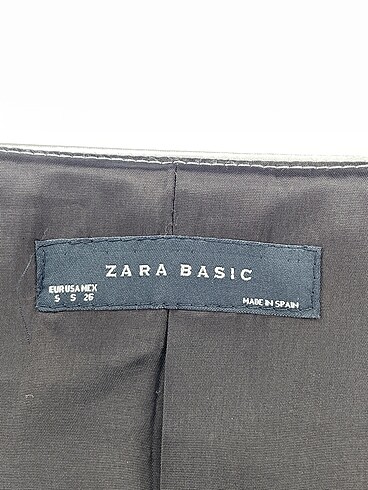 ZARA BASIC
EUR USA MEX
S S 26
MADE IN SPAIN